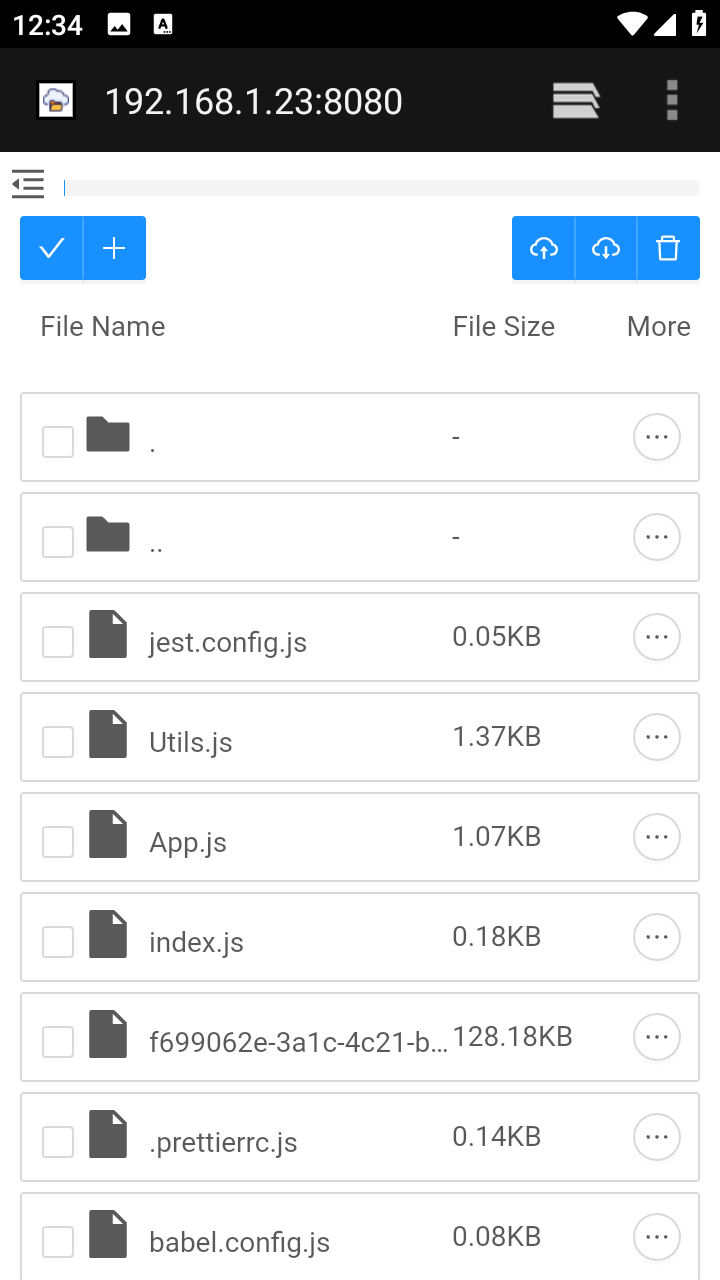 12:34
192.168.1.23:8080
File Name File Size More
. -
.. -
jest.config.js 0.05KB
Utils.js 1.37KB
App.js 1.07KB
index.js 0.18KB
f699062e-3a1c-4c21-b... 128.18KB
.prettierrc.js 0.14KB
babel.config.js 0.08KB